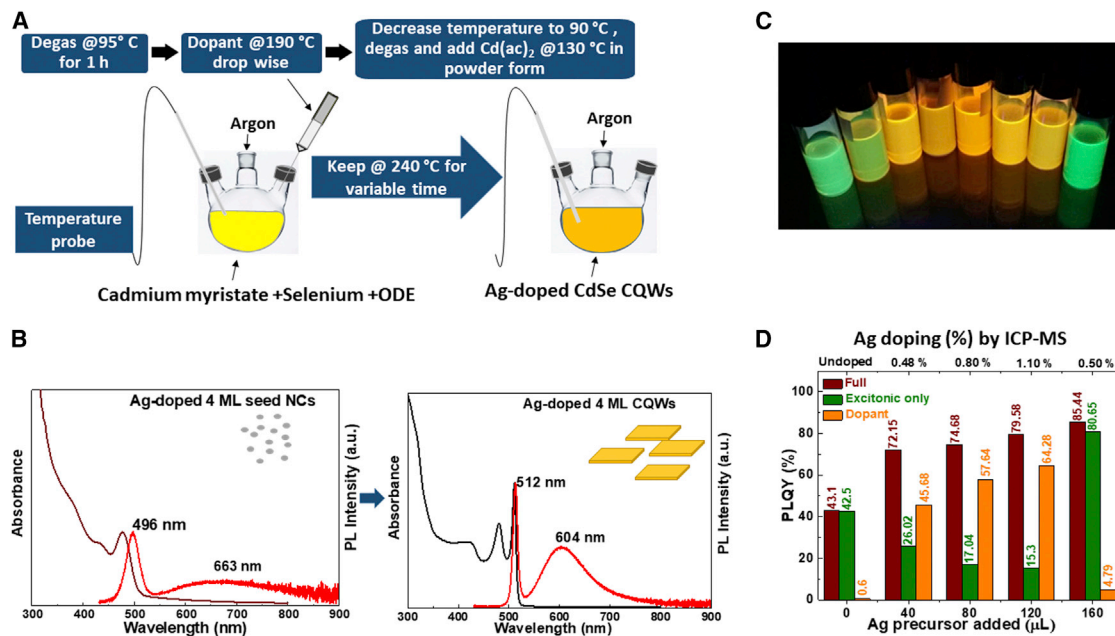 A
Degas @95° C
for 1 h
Dopant @190 °C
drop wise
Decrease temperature to 90 °C ,
degas and add Cd(ac)₂ @130 °C in
powder form
Argon
Argon
Keep @ 240 °C for
variable time
Temperature
probe
Cadmium myristate +Selenium +ODE
Ag-doped CdSe CQWs
B
Ag-doped 4 ML seed NCs
496 nm
663 nm
Absorbance
PL Intensity (a.u.)
300 400 500 600 700 800 900
Wavelength (nm)
Ag-doped 4 ML CQWs
512 nm
604 nm
Absorbance
PL Intensity (a.u.)
300 400 500 600 700 800 900
Wavelength (nm)
C
D
Ag doping (%) by ICP-MS
Undoped 0.48 % 0.80 % 1.10 % 0.50 %
Full
Excitonic only
Dopant
PLQY (%)
100
80
60
40
20
0
43.1 42.5 0.6
72.15 26.02 45.68
74.68 17.04 57.64
79.58 15.3 64.28
85.44 80.65 4.79
0 40 80 120 160
Ag precursor added (µL)